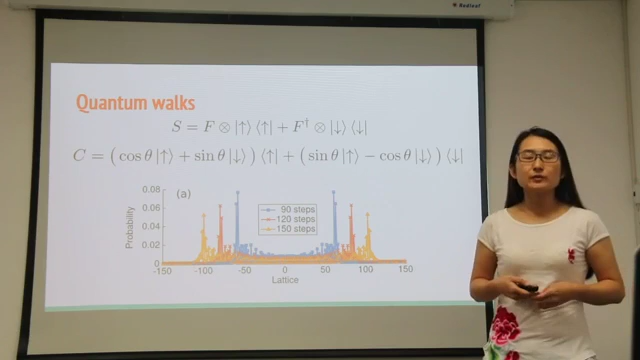 Redleaf
Quantum walks
S = F ⊗ |↑⟩ ⟨↑| + F† ⊗ |↓⟩ ⟨↓|
C = ( cos θ |↑⟩ + sin θ |↓⟩ ) ⟨↑| + ( sin θ |↑⟩ − cos θ |↓⟩ ) ⟨↓|
(a)
Probability
0.08
0.06
0.04
0.02
0
90 steps
120 steps
150 steps
-150 -100 -50 0 50 100 150
Lattice